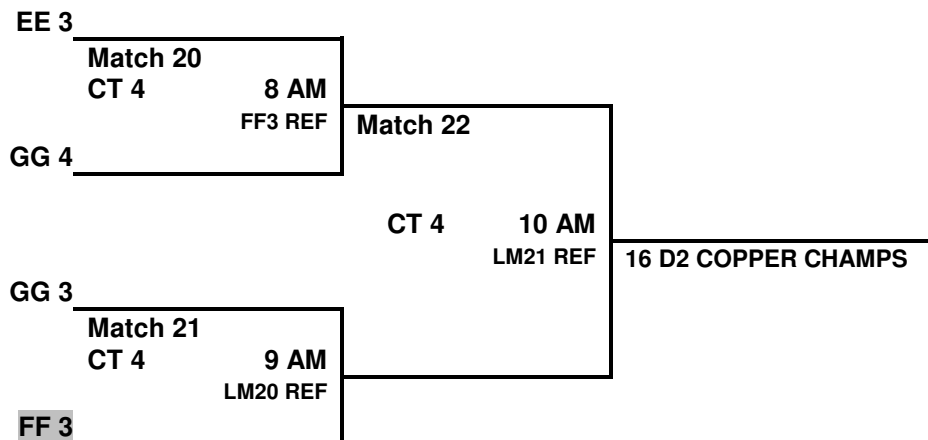 EE 3
Match 20
CT 4 8 AM
FF3 REF
Match 22
GG 4
CT 4 10 AM
LM21 REF
16 D2 COPPER CHAMPS
GG 3
Match 21
CT 4 9 AM
LM20 REF
FF 3